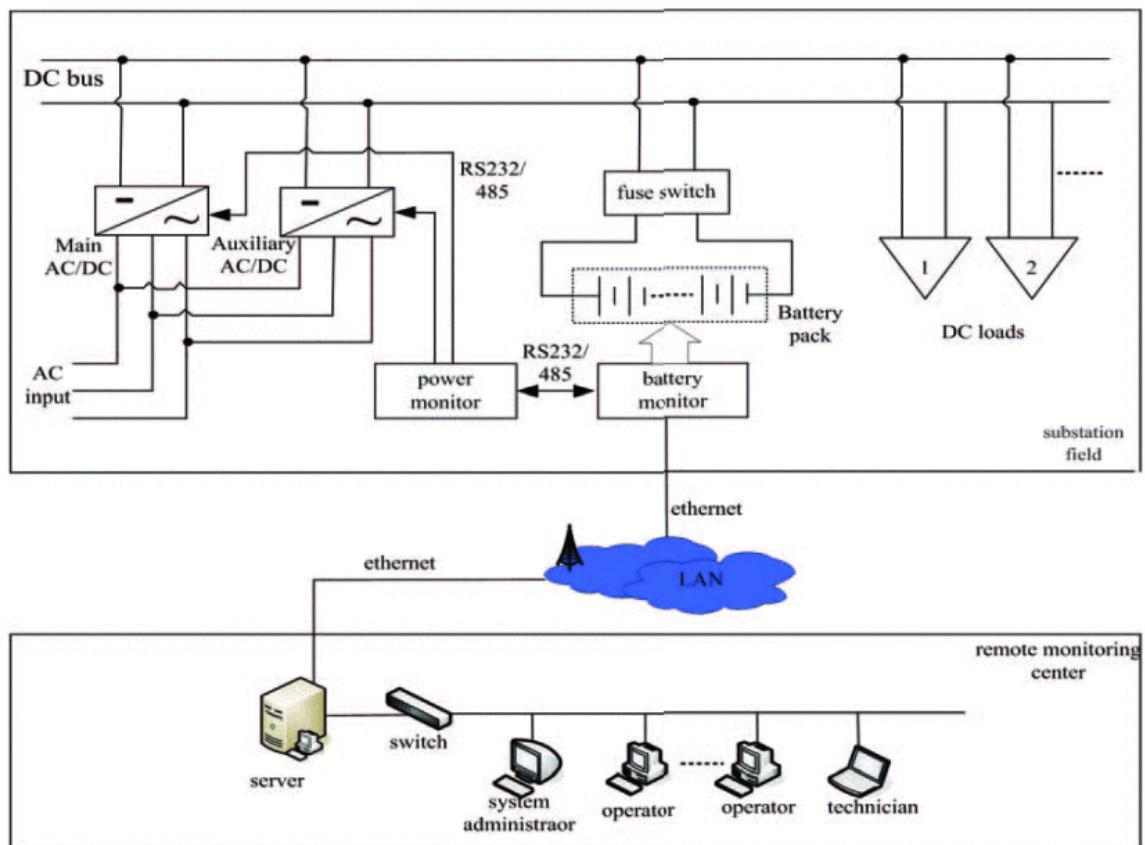 DC bus
RS232/
485
fuse switch
Main
AC/DC
Auxiliary
AC/DC
1
2
Battery
pack
DC loads
AC
input
RS232/
485
power
monitor
battery
monitor
substation
field
ethernet
ethernet
LAN
remote monitoring
center
switch
server
system
administraor
operator
operator
technician